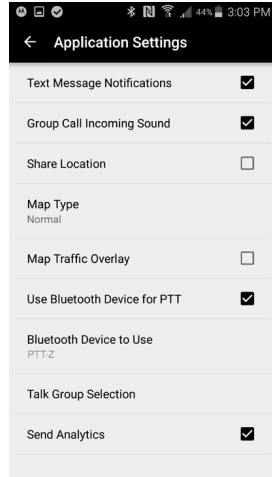 44% 3:03 PM
Application Settings
Text Message Notifications
Group Call Incoming Sound
Share Location
Map Type
Normal
Map Traffic Overlay
Use Bluetooth Device for PTT
Bluetooth Device to Use
PTT-Z
Talk Group Selection
Send Analytics